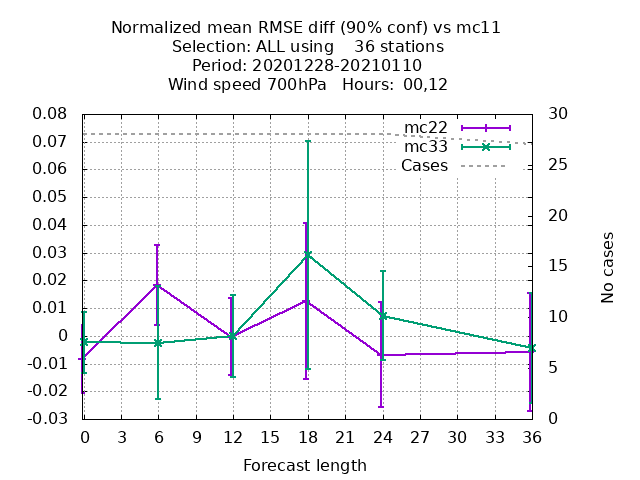 Normalized mean RMSE diff (90% conf) vs mc11
Selection: ALL using 36 stations
Period: 20201228-20210110
Wind speed 700hPa Hours: 00,12
0.08
0.07
0.06
0.05
0.04
0.03
0.02
0.01
0
-0.01
-0.02
-0.03
mc22
mc33
Cases
30
25
20
15
10
5
0
No cases
0 3 6 9 12 15 18 21 24 27 30 33 36
Forecast length